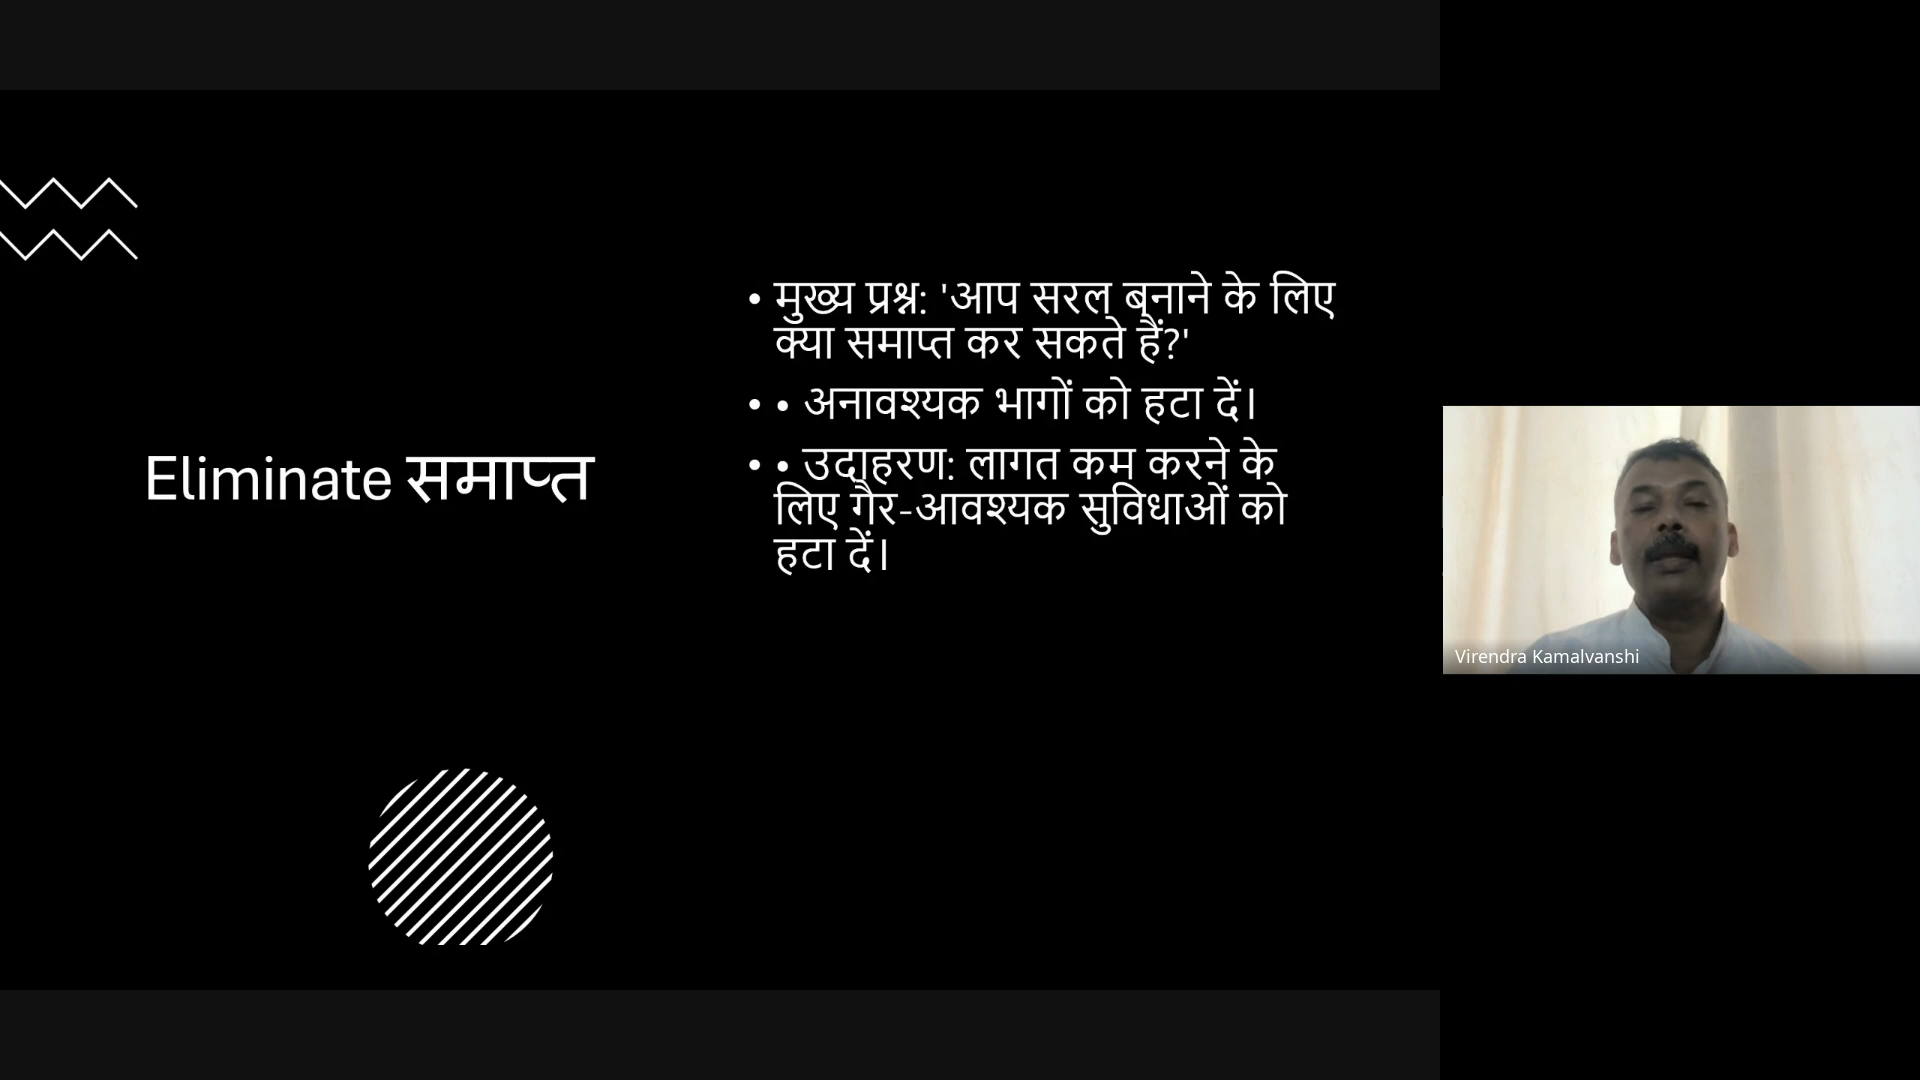 Eliminate समाप्त
• मुख्य प्रश्न: 'आप सरल बनाने के लिए
क्या समाप्त कर सकते हैं?'
• • अनावश्यक भागों को हटा दें।
• • उदाहरण: लागत कम करने के
लिए गैर-आवश्यक सुविधाओं को
हटा दें।
Virendra Kamalvanshi